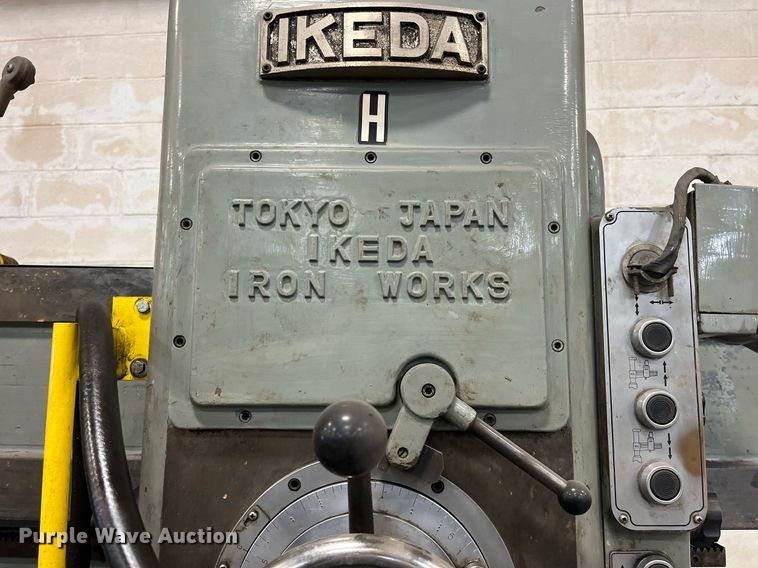 IKEDA
H
TOKYO JAPAN
IKEDA
IRON WORKS
Purple Wave Auction